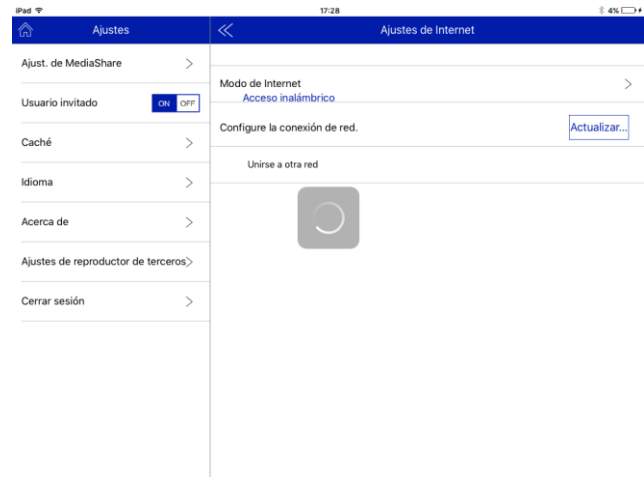 iPad
17:28
4%
Ajustes
Ajustes de Internet
Ajust. de MediaShare
Usuario invitado
ON OFF
Caché
Idioma
Acerca de
Ajustes de reproductor de terceros
Cerrar sesión
Modo de Internet
Acceso inalámbrico
Configure la conexión de red.
Actualizar...
Unirse a otra red